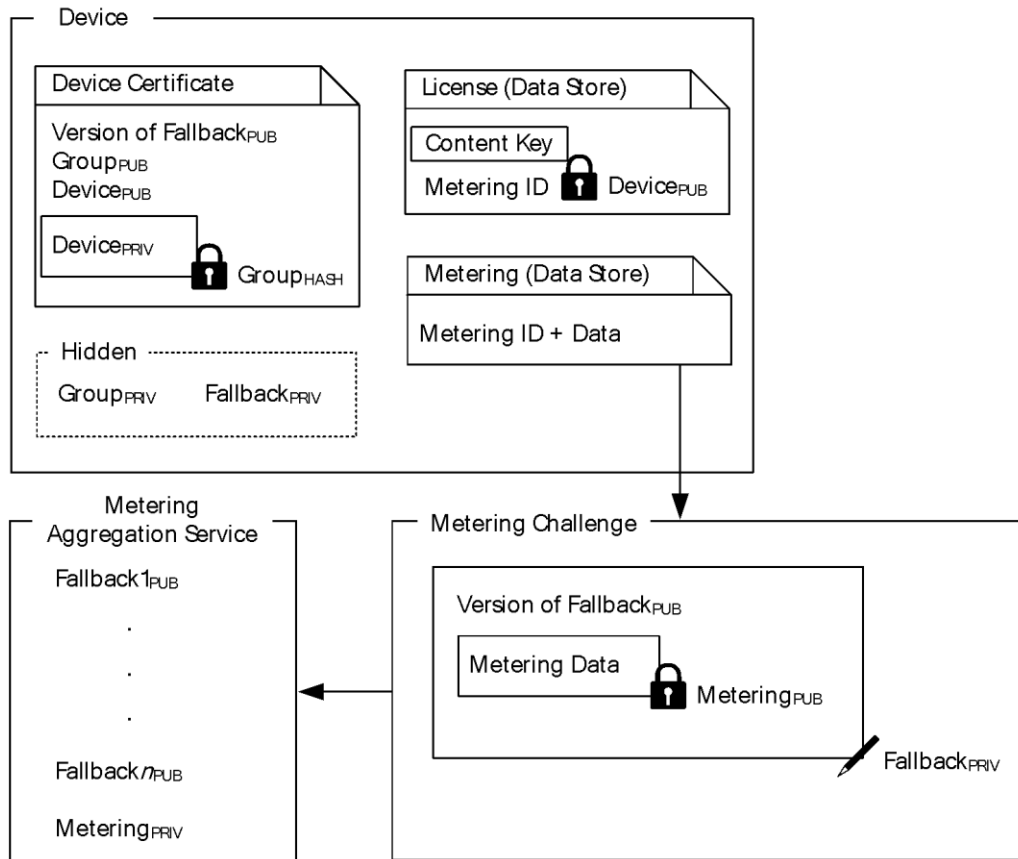 Device
Device Certificate
Version of FallbackPUB
GroupPUB
DevicePUB
DevicePRIV
GroupHASH
License (Data Store)
Content Key
Metering ID
DevicePUB
Metering (Data Store)
Metering ID + Data
Hidden
GroupPRIV
FallbackPRIV
Metering
Aggregation Service
Fallback1PUB
.
.
.
FallbacknPUB
MeteringPRIV
Metering Challenge
Version of FallbackPUB
Metering Data
MeteringPUB
FallbackPRIV